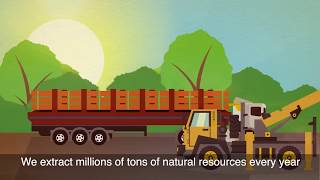 We extract millions of tons of natural resources every year